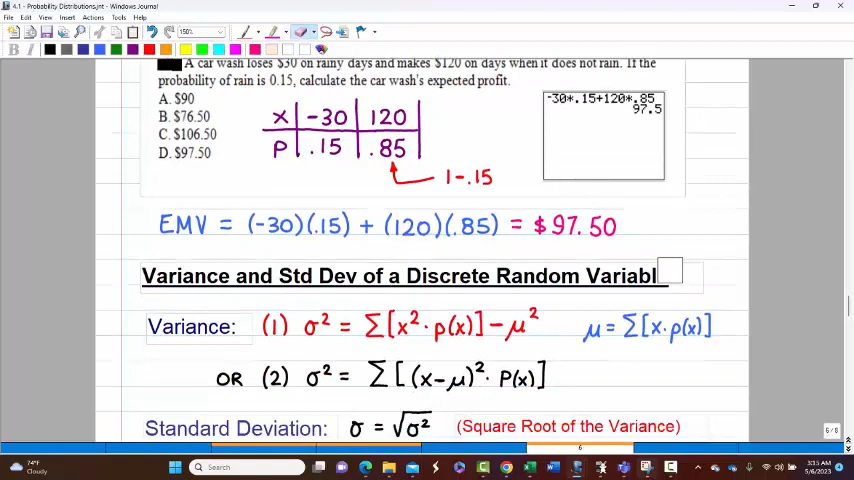 4.1 - Probability Distributions.jnt - Windows Journal
File Edit View Insert Actions Tools Help
150%
B I
A car wash loses $30 on rainy days and makes $120 on days when it does not rain. If the
probability of rain is 0.15, calculate the car wash's expected profit.
A. $90
B. $76.50
C. $106.50
D. $97.50
x -30 120
p .15 .85
1-.15
-30*.15+120*.85
97.5
EMV = (-30)(.15) + (120)(.85) = $97.50
Variance and Std Dev of a Discrete Random Variabl
Variance: (1) σ² = Σ[x²·p(x)] - μ² μ = Σ[x·p(x)]
OR (2) σ² = Σ[(x-μ)²·P(x)]
Standard Deviation: σ = √σ² (Square Root of the Variance)
6 / 8
6
74°F
Cloudy
Search
3:15 AM
5/6/2023